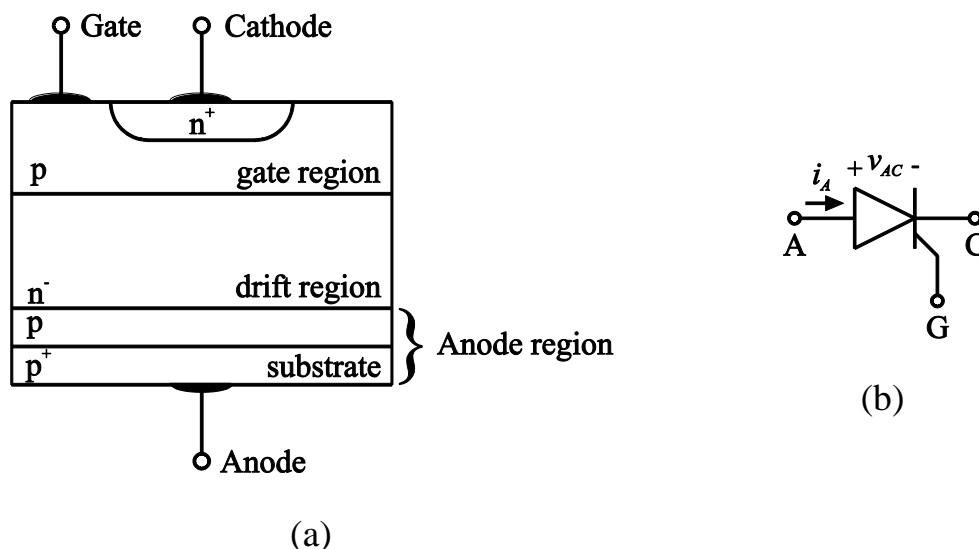 Gate Cathode
n+
p gate region
n- drift region
p
Anode region
p+ substrate
Anode
(a)
iA + vAC -
A C
G
(b)